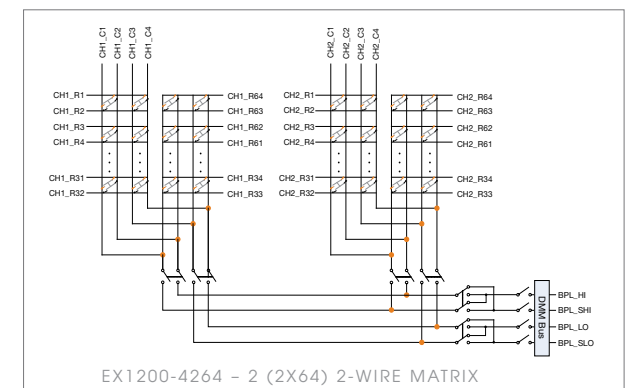 CH1_C1
CH1_C2
CH1_C3
CH1_C4
CH2_C1
CH2_C2
CH2_C3
CH2_C4
CH1_R1
CH1_R64
CH2_R1
CH2_R64
CH1_R2
CH1_R63
CH2_R2
CH2_R63
CH1_R3
CH1_R62
CH2_R3
CH2_R62
CH1_R4
CH1_R61
CH2_R4
CH2_R61
CH1_R31
CH1_R34
CH2_R31
CH2_R34
CH1_R32
CH1_R33
CH2_R32
CH2_R33
DMM Bus
BPL_HI
BPL_SHI
BPL_LO
BPL_SLO
EX1200-4264 – 2 (2X64) 2-WIRE MATRIX